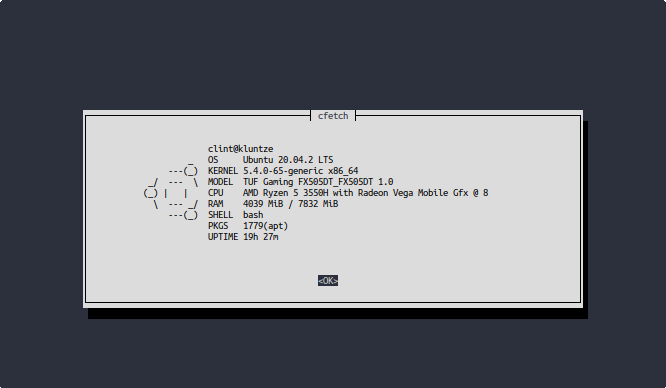 cfetch
clint@kluntze
OS Ubuntu 20.04.2 LTS
KERNEL 5.4.0-65-generic x86_64
MODEL TUF Gaming FX505DT_FX505DT 1.0
CPU AMD Ryzen 5 3550H with Radeon Vega Mobile Gfx @ 8
RAM 4039 MiB / 7832 MiB
SHELL bash
PKGS 1779(apt)
UPTIME 19h 27m
<OK>